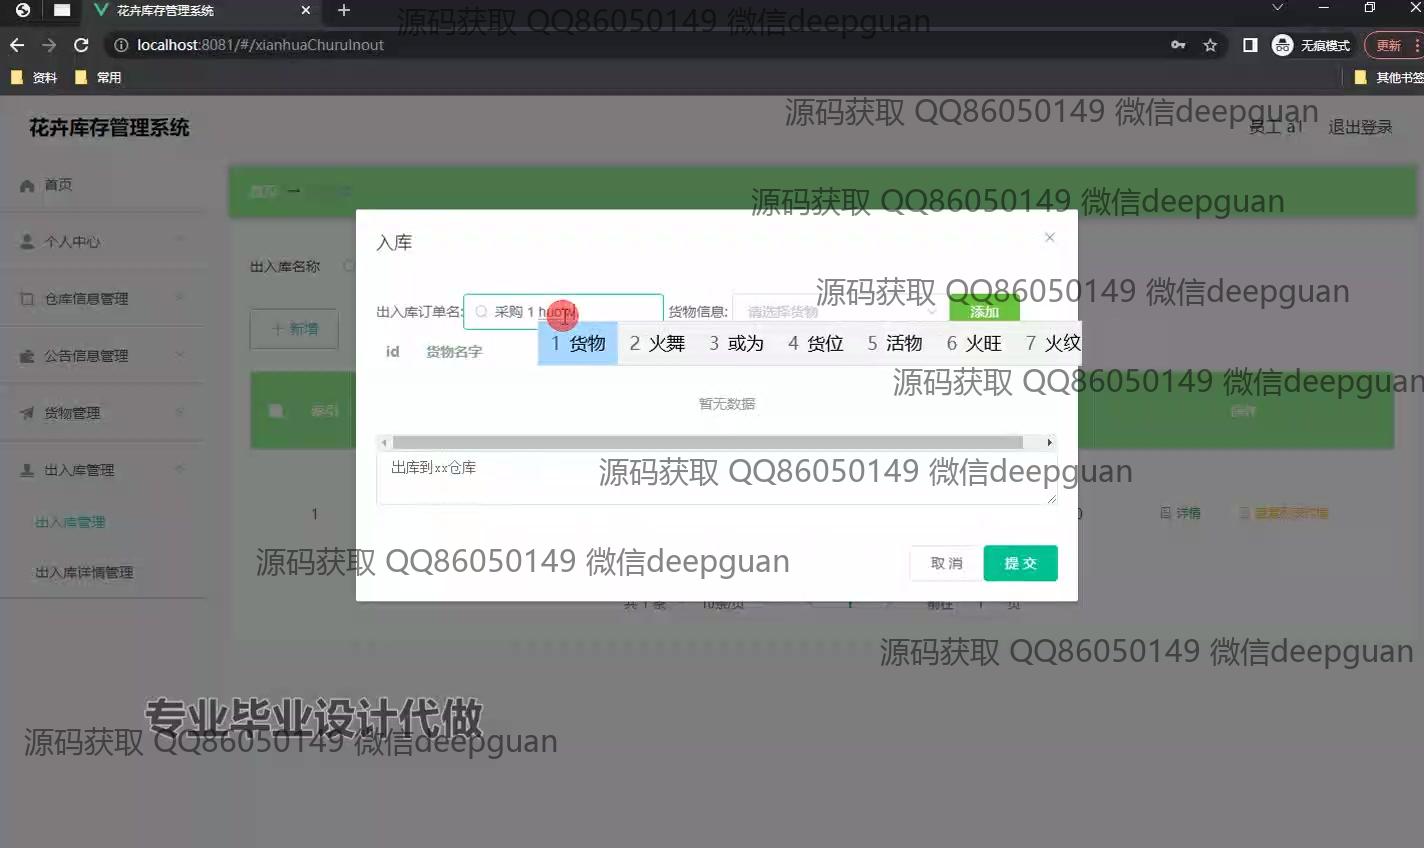 花卉库存管理系统
localhost:8081/#/xianhuaChuruInout
无痕模式
更新
资料
常用
其他书签
花卉库存管理系统
员工 a1
退出登录
首页
个人中心
仓库信息管理
公告信息管理
货物管理
出入库管理
出入库管理
出入库详情管理
出入库名称
新增
索引
1
详情
入库
出入库订单名:
采购 1
货物信息:
请选择货物
添加
id
货物名字
1 货物 2 火舞 3 或为 4 货位 5 活物 6 火旺 7 火纹
暂无数据
出库到xx仓库
取消
提交
共 1 条
10条/页
1
前往
1
页
源码获取 QQ86050149 微信deepguan
源码获取 QQ86050149 微信deepguan
源码获取 QQ86050149 微信deepguan
源码获取 QQ86050149 微信deepguan
源码获取 QQ86050149 微信deepguan
源码获取 QQ86050149 微信deepguan
源码获取 QQ86050149 微信deepguan
源码获取 QQ86050149 微信deepguan
专业毕业设计代做
源码获取 QQ86050149 微信deepguan